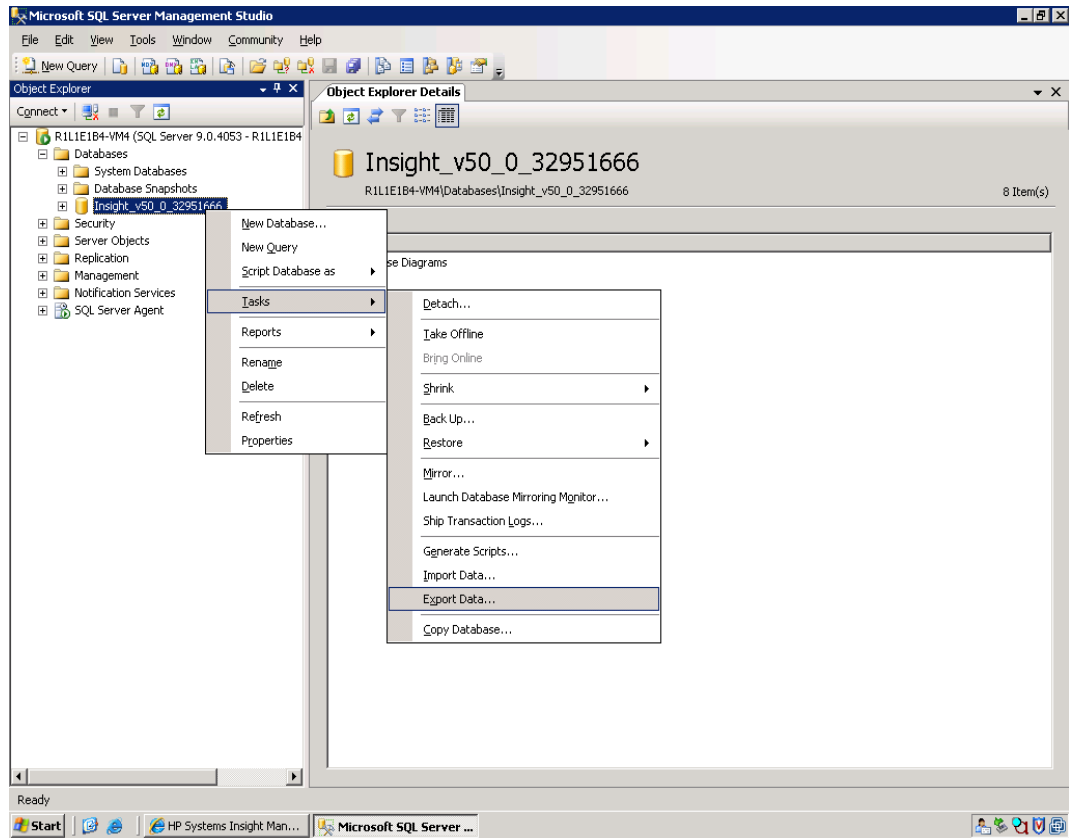 Microsoft SQL Server Management Studio
File Edit View Tools Window Community Help
New Query
Object Explorer
Connect
R1L1E1B4-VM4 (SQL Server 9.0.4053 - R1L1E1B4
Databases
System Databases
Database Snapshots
Insight_v50_0_32951666
Security
Server Objects
Replication
Management
Notification Services
SQL Server Agent
Object Explorer Details
Insight_v50_0_32951666
R1L1E1B4-VM4\Databases\Insight_v50_0_32951666
8 Item(s)
se Diagrams
New Database...
New Query
Script Database as
Tasks
Reports
Rename
Delete
Refresh
Properties
Detach...
Take Offline
Bring Online
Shrink
Back Up...
Restore
Mirror...
Launch Database Mirroring Monitor...
Ship Transaction Logs...
Generate Scripts...
Import Data...
Export Data...
Copy Database...
Ready
Start
HP Systems Insight Man...
Microsoft SQL Server ...